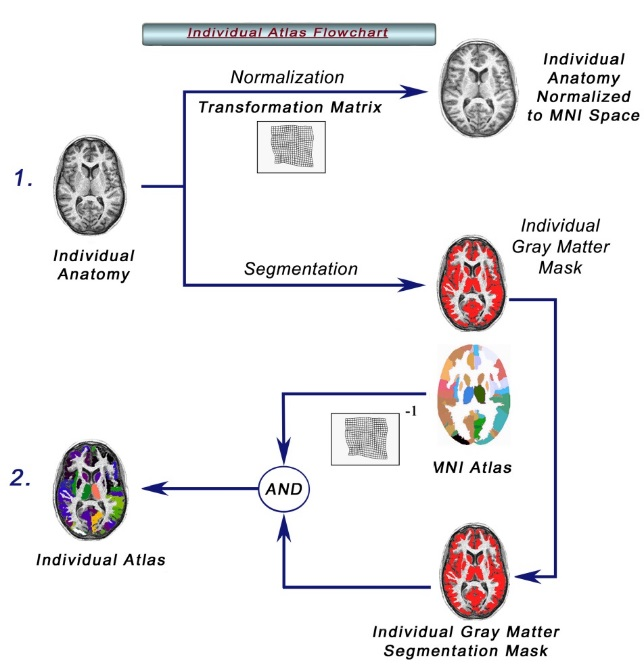 Individual Atlas Flowchart
Normalization
Transformation Matrix
Individual
Anatomy
Normalized
to MNI Space
1.
Individual
Anatomy
Segmentation
Individual
Gray Matter
Mask
-1
MNI Atlas
2.
AND
Individual Atlas
Individual Gray Matter
Segmentation Mask